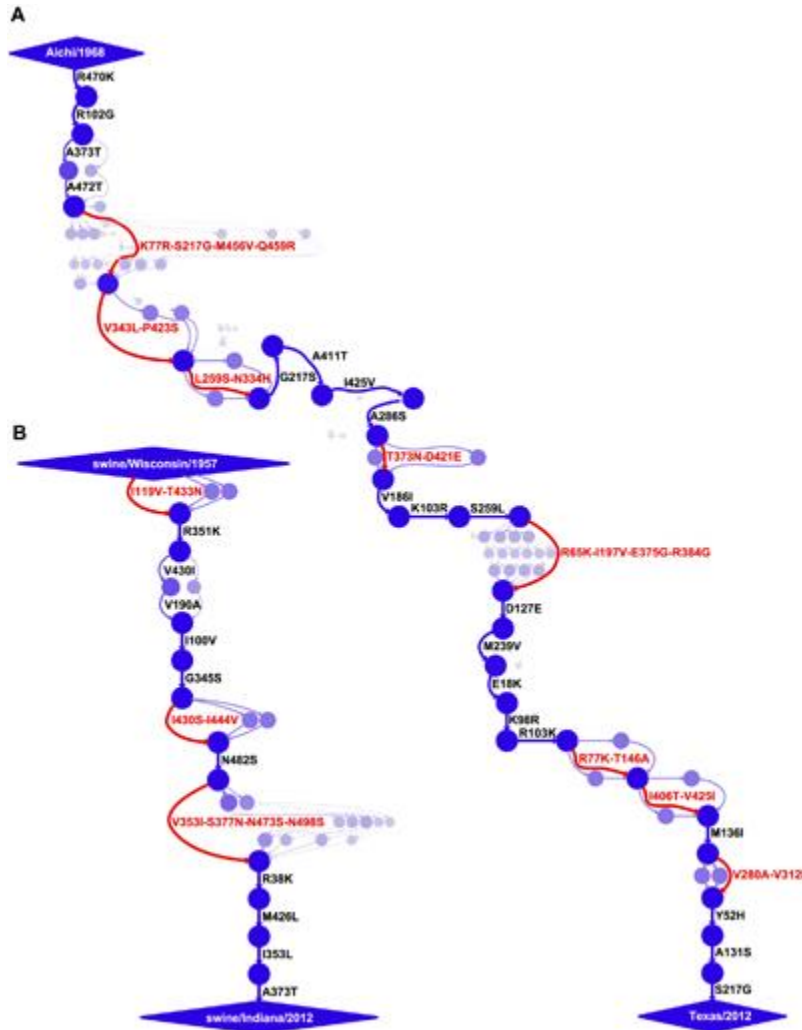 A
Aichi/1968
R470K
R102G
A373T
A472T
K77R-S217G-M456V-Q459R
V343L-P423S
L259S-N334H
G217S
A411T
I425V
A286S
T373N-D421E
V186I
K103R
S259L
R65K-I197V-E375G-R384G
D127E
M239V
E18K
K98R
R103K
R77K-T146A
I406T-V425I
M136I
V280A-V312
Y52H
A131S
S217G
Texas/2012
B
swine/Wisconsin/1957
I119V-T433N
R351K
V430I
V190A
I100V
G345S
I430S-I444V
N482S
V353I-S377N-N473S-N498S
R38K
M426L
I353L
A373T
swine/Indiana/2012